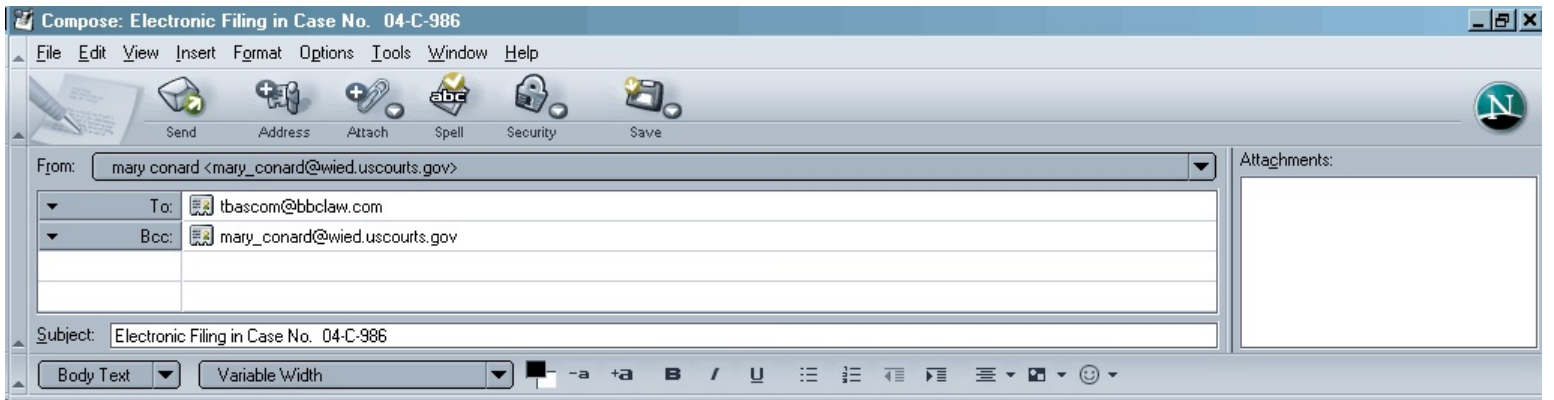 Compose: Electronic Filing in Case No. 04-C-986
File Edit View Insert Format Options Tools Window Help
abc
N
Send Address Attach Spell Security Save
From: mary conard <mary_conard@wied.uscourts.gov>
Attachments:
To: tbascom@bbclaw.com
Bcc: mary_conard@wied.uscourts.gov
Subject: Electronic Filing in Case No. 04-C-986
Body Text Variable Width -a +a B I U